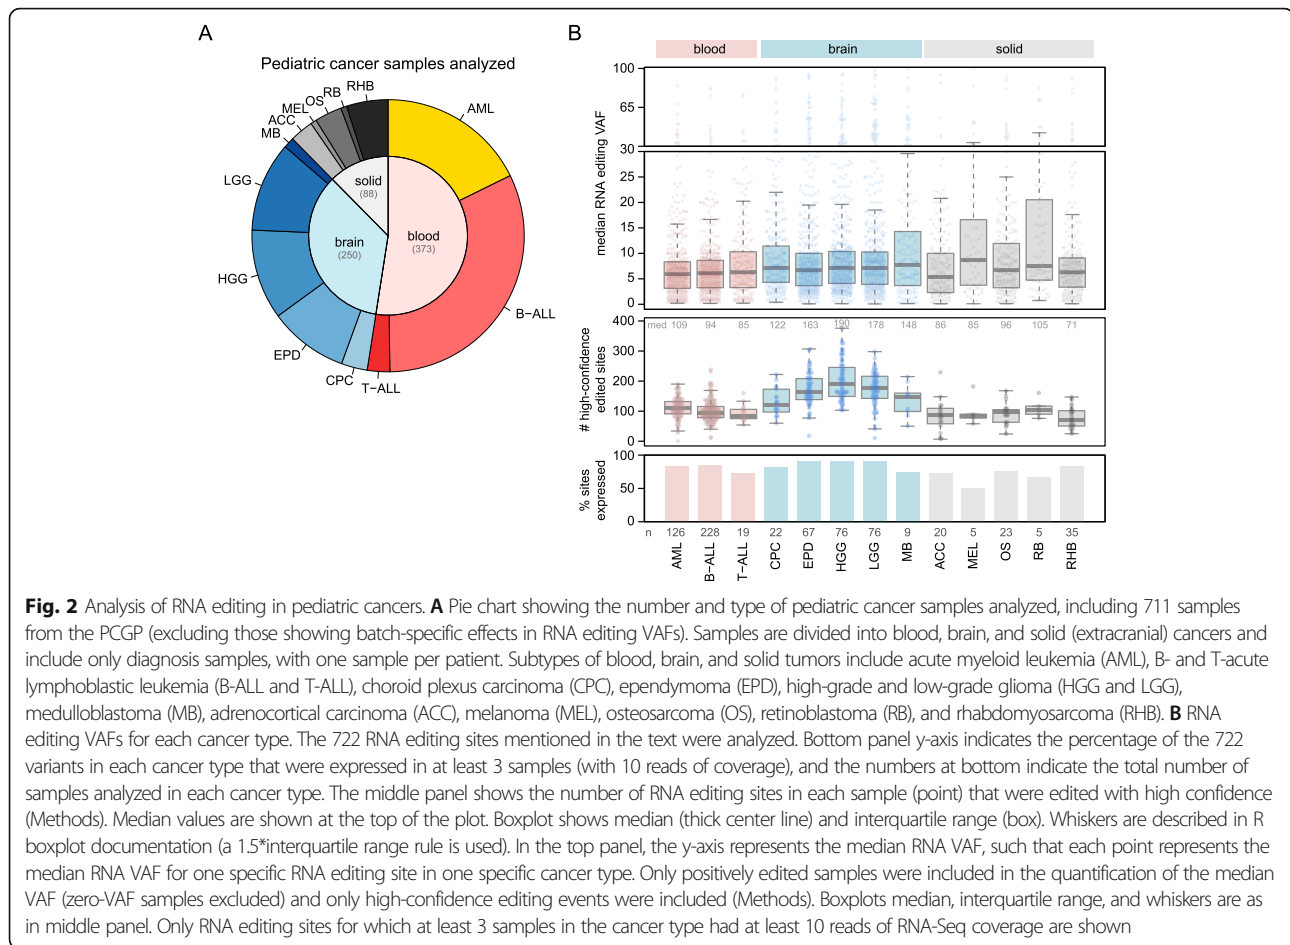 A
Pediatric cancer samples analyzed
AML
B−ALL
T−ALL
CPC
EPD
HGG
LGG
MB
ACC
MEL
OS
RB
RHB
solid
(88)
brain
(250)
blood
(373)
B
blood brain solid
median RNA editing VAF
100
65
30
25
20
15
10
5
0
# high−confidence
edited sites
400
300
200
100
0
med 109 94 85 122 163 190 178 148 86 85 96 105 71
% sites
expressed
100
50
0
n 126 228 19 22 67 76 76 9 20 5 23 5 35
AML B−ALL T−ALL CPC EPD HGG LGG MB ACC MEL OS RB RHB
Fig. 2 Analysis of RNA editing in pediatric cancers. A Pie chart showing the number and type of pediatric cancer samples analyzed, including 711 samples
from the PCGP (excluding those showing batch-specific effects in RNA editing VAFs). Samples are divided into blood, brain, and solid (extracranial) cancers and
include only diagnosis samples, with one sample per patient. Subtypes of blood, brain, and solid tumors include acute myeloid leukemia (AML), B- and T-acute
lymphoblastic leukemia (B-ALL and T-ALL), choroid plexus carcinoma (CPC), ependymoma (EPD), high-grade and low-grade glioma (HGG and LGG),
medulloblastoma (MB), adrenocortical carcinoma (ACC), melanoma (MEL), osteosarcoma (OS), retinoblastoma (RB), and rhabdomyosarcoma (RHB). B RNA
editing VAFs for each cancer type. The 722 RNA editing sites mentioned in the text were analyzed. Bottom panel y-axis indicates the percentage of the 722
variants in each cancer type that were expressed in at least 3 samples (with 10 reads of coverage), and the numbers at bottom indicate the total number of
samples analyzed in each cancer type. The middle panel shows the number of RNA editing sites in each sample (point) that were edited with high confidence
(Methods). Median values are shown at the top of the plot. Boxplot shows median (thick center line) and interquartile range (box). Whiskers are described in R
boxplot documentation (a 1.5*interquartile range rule is used). In the top panel, the y-axis represents the median RNA VAF, such that each point represents the
median RNA VAF for one specific RNA editing site in one specific cancer type. Only positively edited samples were included in the quantification of the median
VAF (zero-VAF samples excluded) and only high-confidence editing events were included (Methods). Boxplots median, interquartile range, and whiskers are as
in middle panel. Only RNA editing sites for which at least 3 samples in the cancer type had at least 10 reads of RNA-Seq coverage are shown